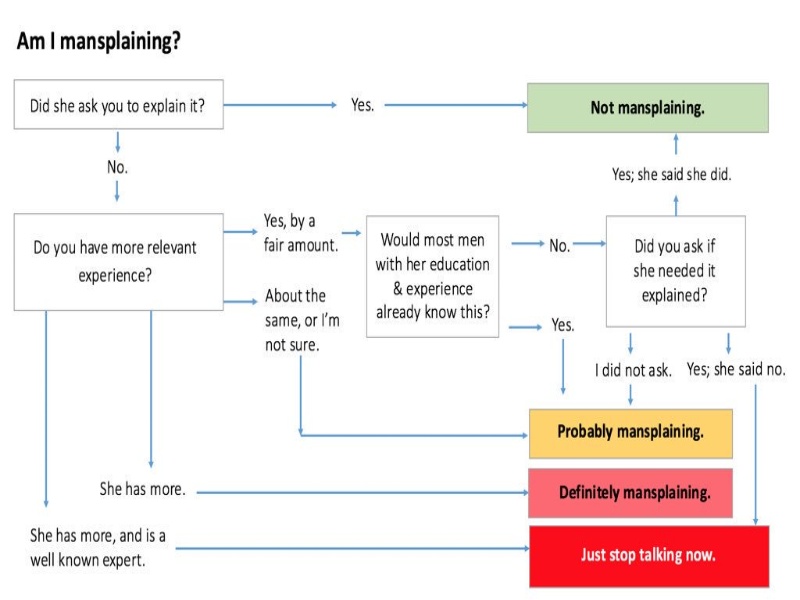 Am I mansplaining?
Did she ask you to explain it?
Yes.
Not mansplaining.
No.
Yes; she said she did.
Do you have more relevant
experience?
Yes, by a
fair amount.
Would most men
with her education
& experience
already know this?
No.
Did you ask if
she needed it
explained?
About the
same, or I'm
not sure.
Yes.
I did not ask.
Yes; she said no.
Probably mansplaining.
She has more.
Definitely mansplaining.
She has more, and is a
well known expert.
Just stop talking now.